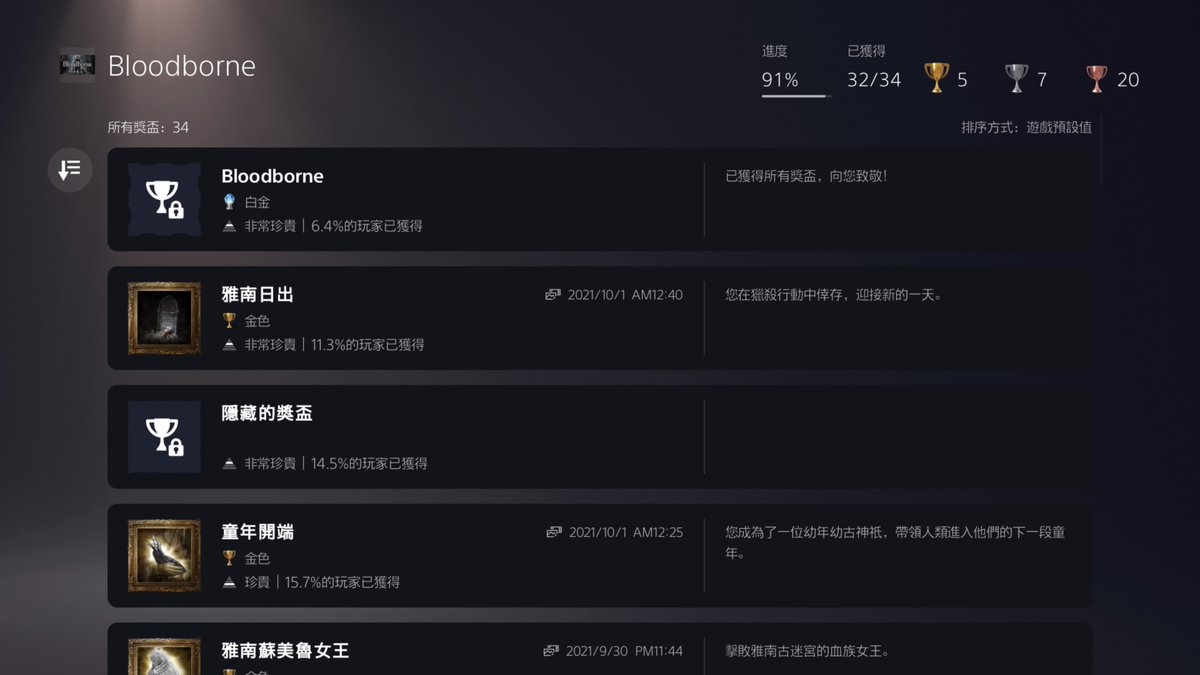 Bloodborne
進度
已獲得
91%
32/34
5
7
20
所有獎盃：34
排序方式：遊戲預設值
Bloodborne
白金
非常珍貴｜6.4%的玩家已獲得
已獲得所有獎盃，向您致敬！
雅南日出
2021/10/1 AM12:40
金色
非常珍貴｜11.3%的玩家已獲得
您在獵殺行動中倖存，迎接新的一天。
隱藏的獎盃
非常珍貴｜14.5%的玩家已獲得
童年開端
2021/10/1 AM12:25
金色
珍貴｜15.7%的玩家已獲得
您成為了一位幼年幼古神祇，帶領人類進入他們的下一段童
年。
雅南蘇美魯女王
2021/9/30 PM11:44
擊敗雅南古迷宮的血族女王。